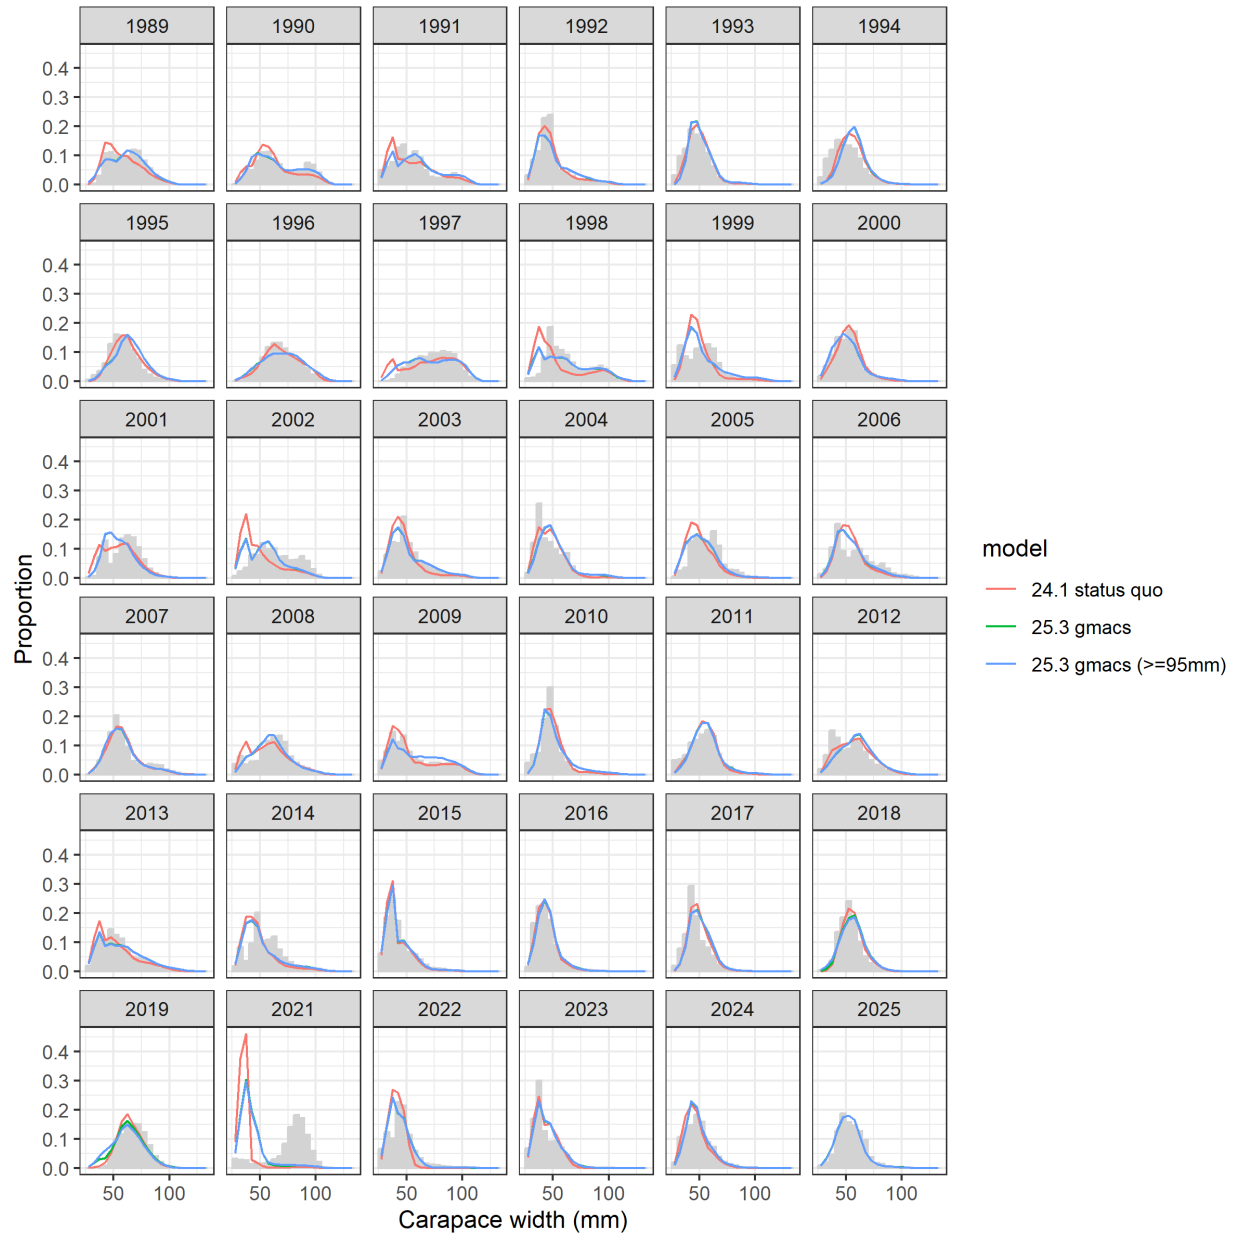 1989 1990 1991 1992 1993 1994
0.4
0.3
0.2
0.1
0.0
1995 1996 1997 1998 1999 2000
0.4
0.3
0.2
0.1
0.0
2001 2002 2003 2004 2005 2006
0.4
0.3
0.2
0.1
0.0
2007 2008 2009 2010 2011 2012
0.4
0.3
0.2
0.1
0.0
2013 2014 2015 2016 2017 2018
0.4
0.3
0.2
0.1
0.0
2019 2021 2022 2023 2024 2025
0.4
0.3
0.2
0.1
0.0
50 100 50 100 50 100 50 100 50 100 50 100
Carapace width (mm)
Proportion
model
24.1 status quo
25.3 gmacs
25.3 gmacs (>=95mm)